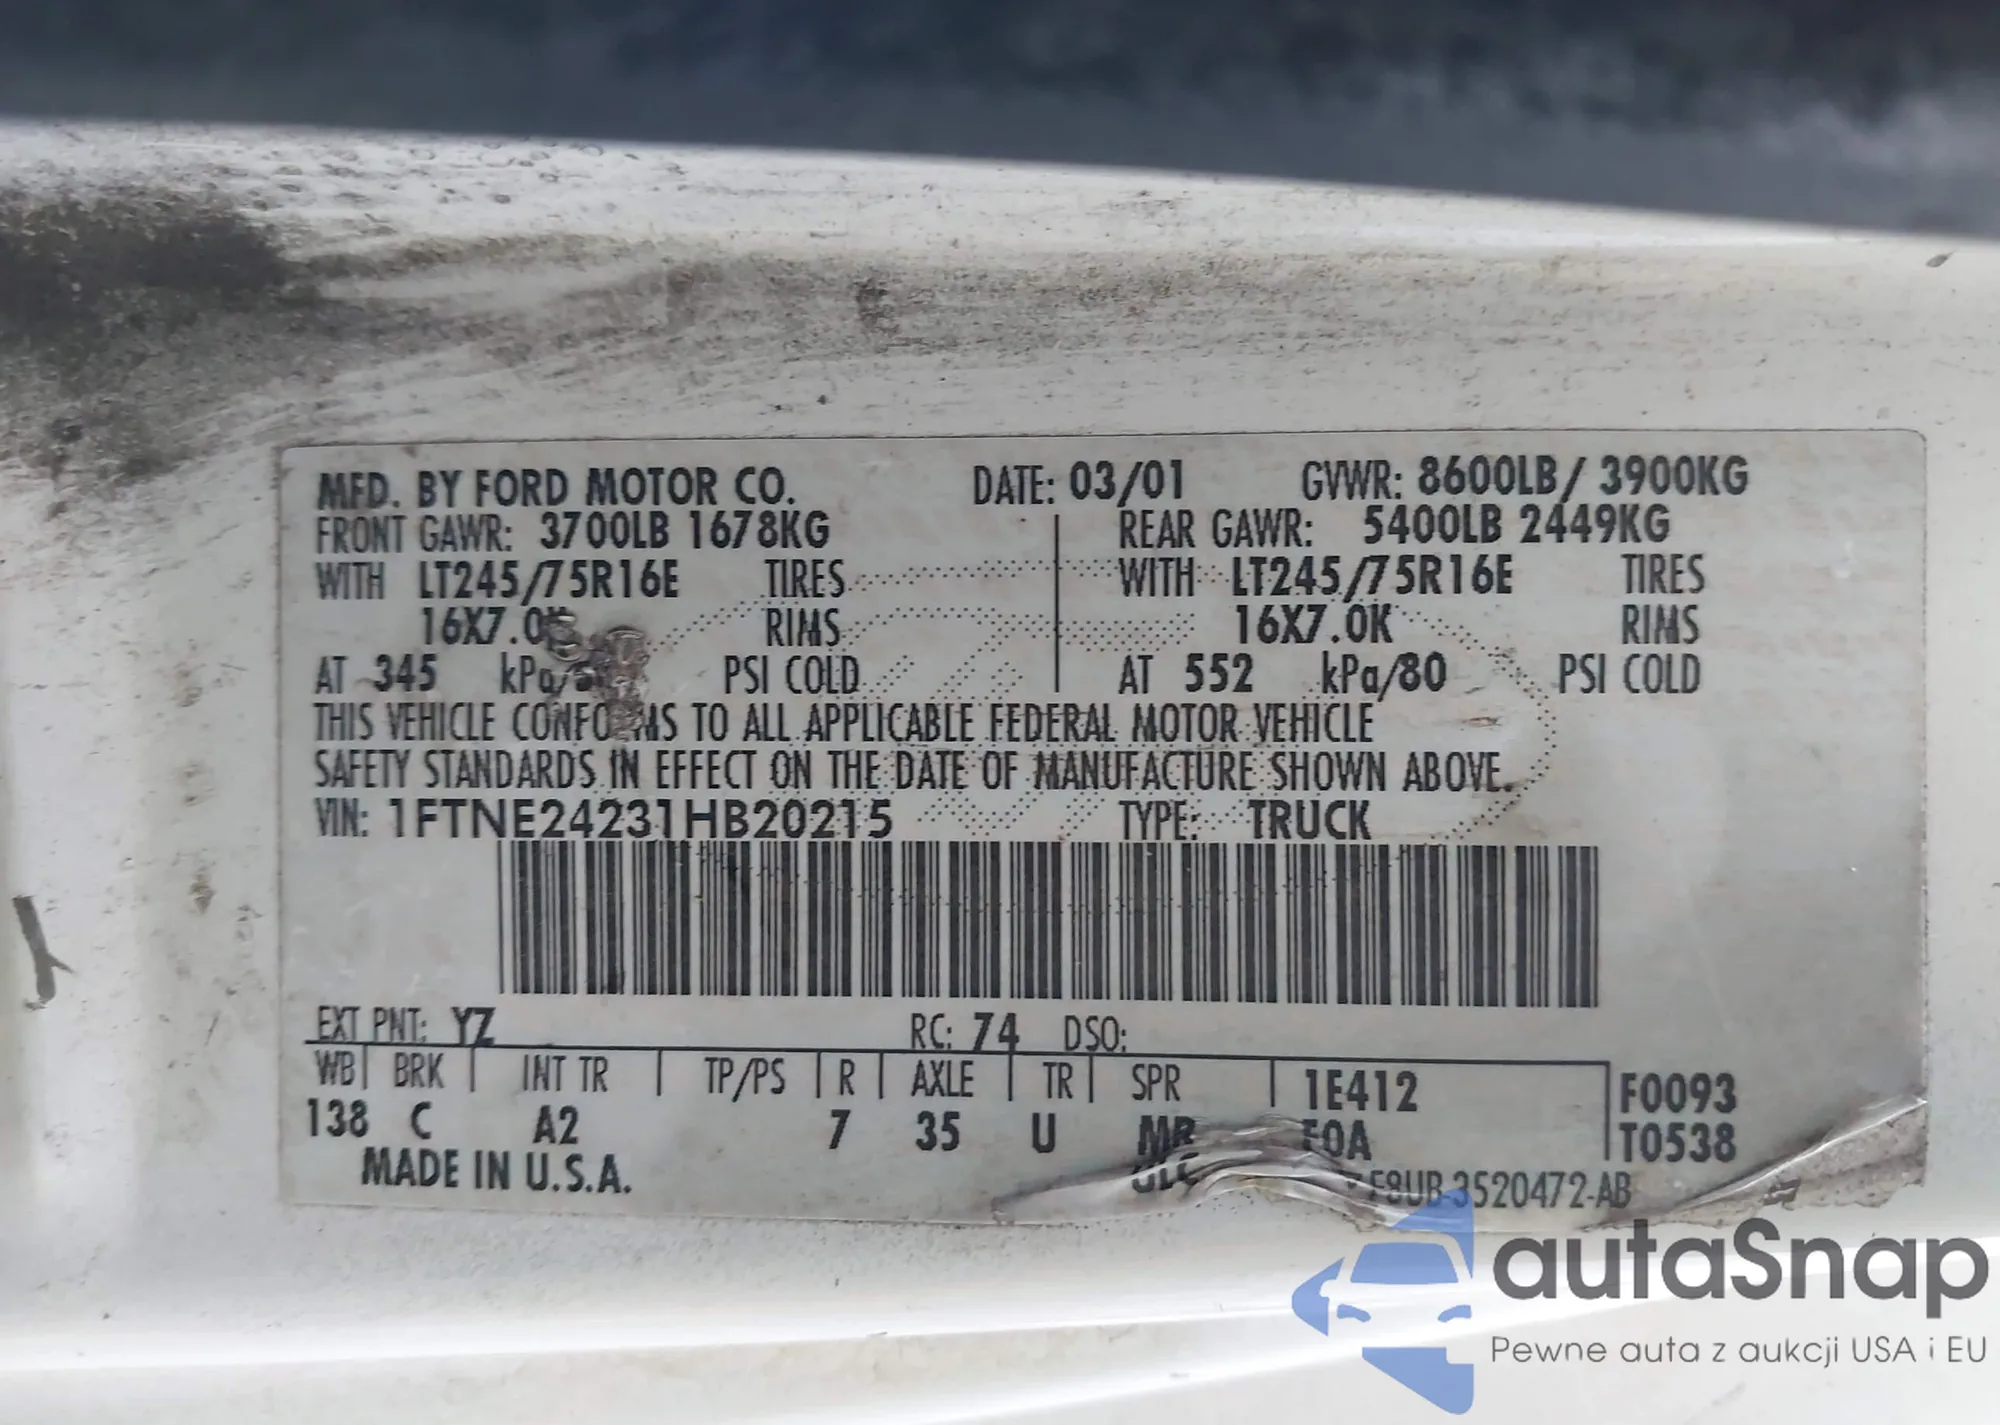 MFD. BY FORD MOTOR CO. DATE: 03/01 GVWR: 8600LB/ 3900KG
FRONT GAWR: 3700LB 1678KG REAR GAWR: 5400LB 2449KG
WITH LT245/75R16E TIRES WITH LT245/75R16E TIRES
16X7.0K RIMS 16X7.0K RIMS
AT 345 kPa/ PSI COLD AT 552 kPa/80 PSI COLD
THIS VEHICLE CONFORMS TO ALL APPLICABLE FEDERAL MOTOR VEHICLE
SAFETY STANDARDS IN EFFECT ON THE DATE OF MANUFACTURE SHOWN ABOVE.
VIN: 1FTNE24231HB20215 TYPE: TRUCK
EXT PNT: YZ RC: 74 DSO:
WB BRK INT TR TP/PS R AXLE TR SPR 1E412 F0093
138 C A2 7 35 U MR T0538
MADE IN U.S.A. F8UB-3520472-AB
autaSnap
Pewne auta z aukcji USA i EU